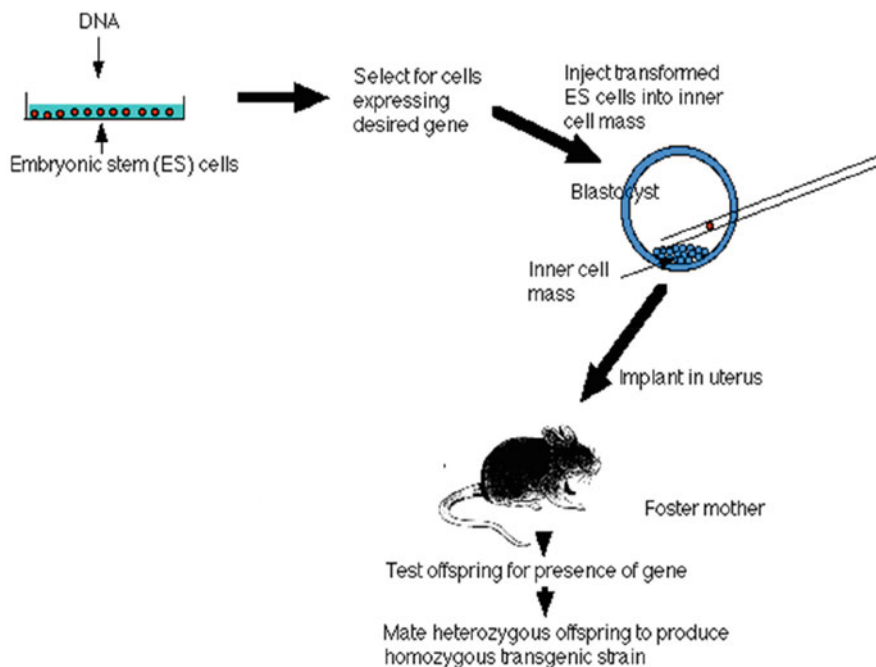 DNA
Embryonic stem (ES) cells
Select for cells
expressing
desired gene
Inject transformed
ES cells into inner
cell mass
Blastocyst
Inner cell
mass
Implant in uterus
Foster mother
Test offspring for presence of gene
Mate heterozygous offspring to produce
homozygous transgenic strain